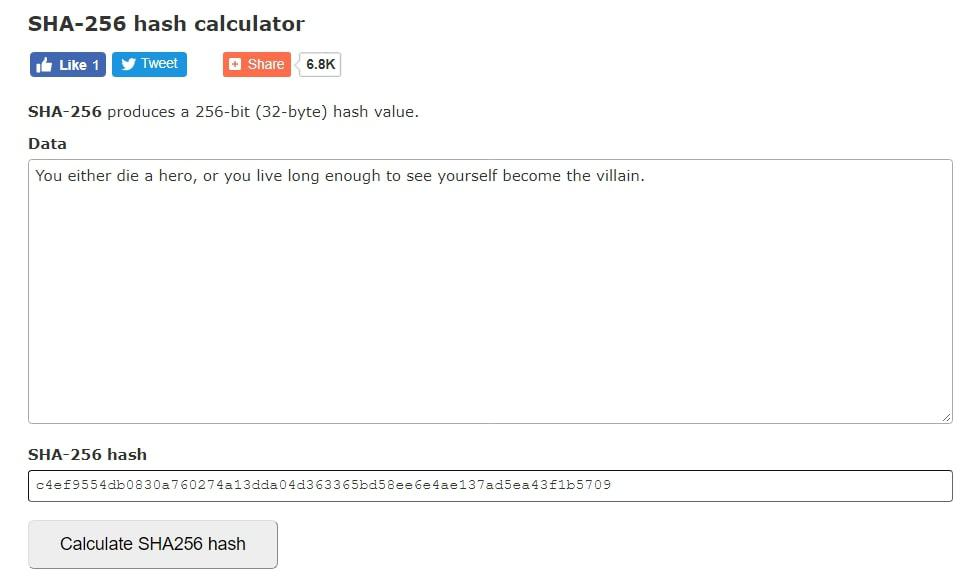 SHA-256 hash calculator
Like 1 Tweet Share 6.8K
SHA-256 produces a 256-bit (32-byte) hash value.
Data
You either die a hero, or you live long enough to see yourself become the villain.
SHA-256 hash
c4ef9554db0830a760274a13dda04d363365bd58ee6e4ae137ad5ea43f1b5709
Calculate SHA256 hash